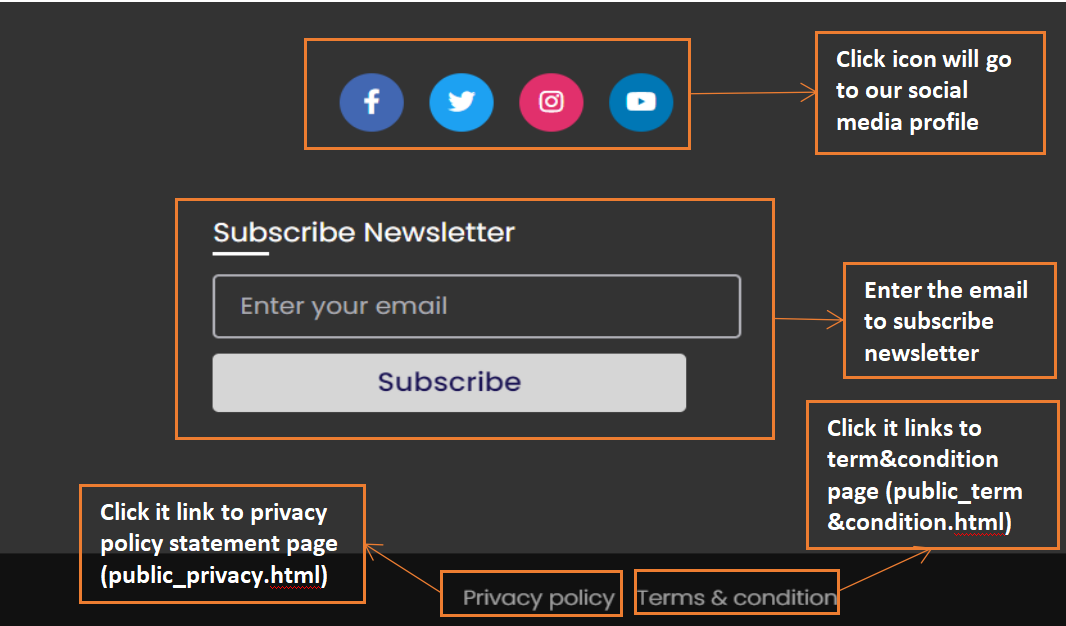 Click icon will go
to our social
media profile
Subscribe Newsletter
Enter your email
Subscribe
Enter the email
to subscribe
newsletter
Click it links to
term&condition
page (public_term
&condition.html)
Click it link to privacy
policy statement page
(public_privacy.html)
Privacy policy
Terms & condition